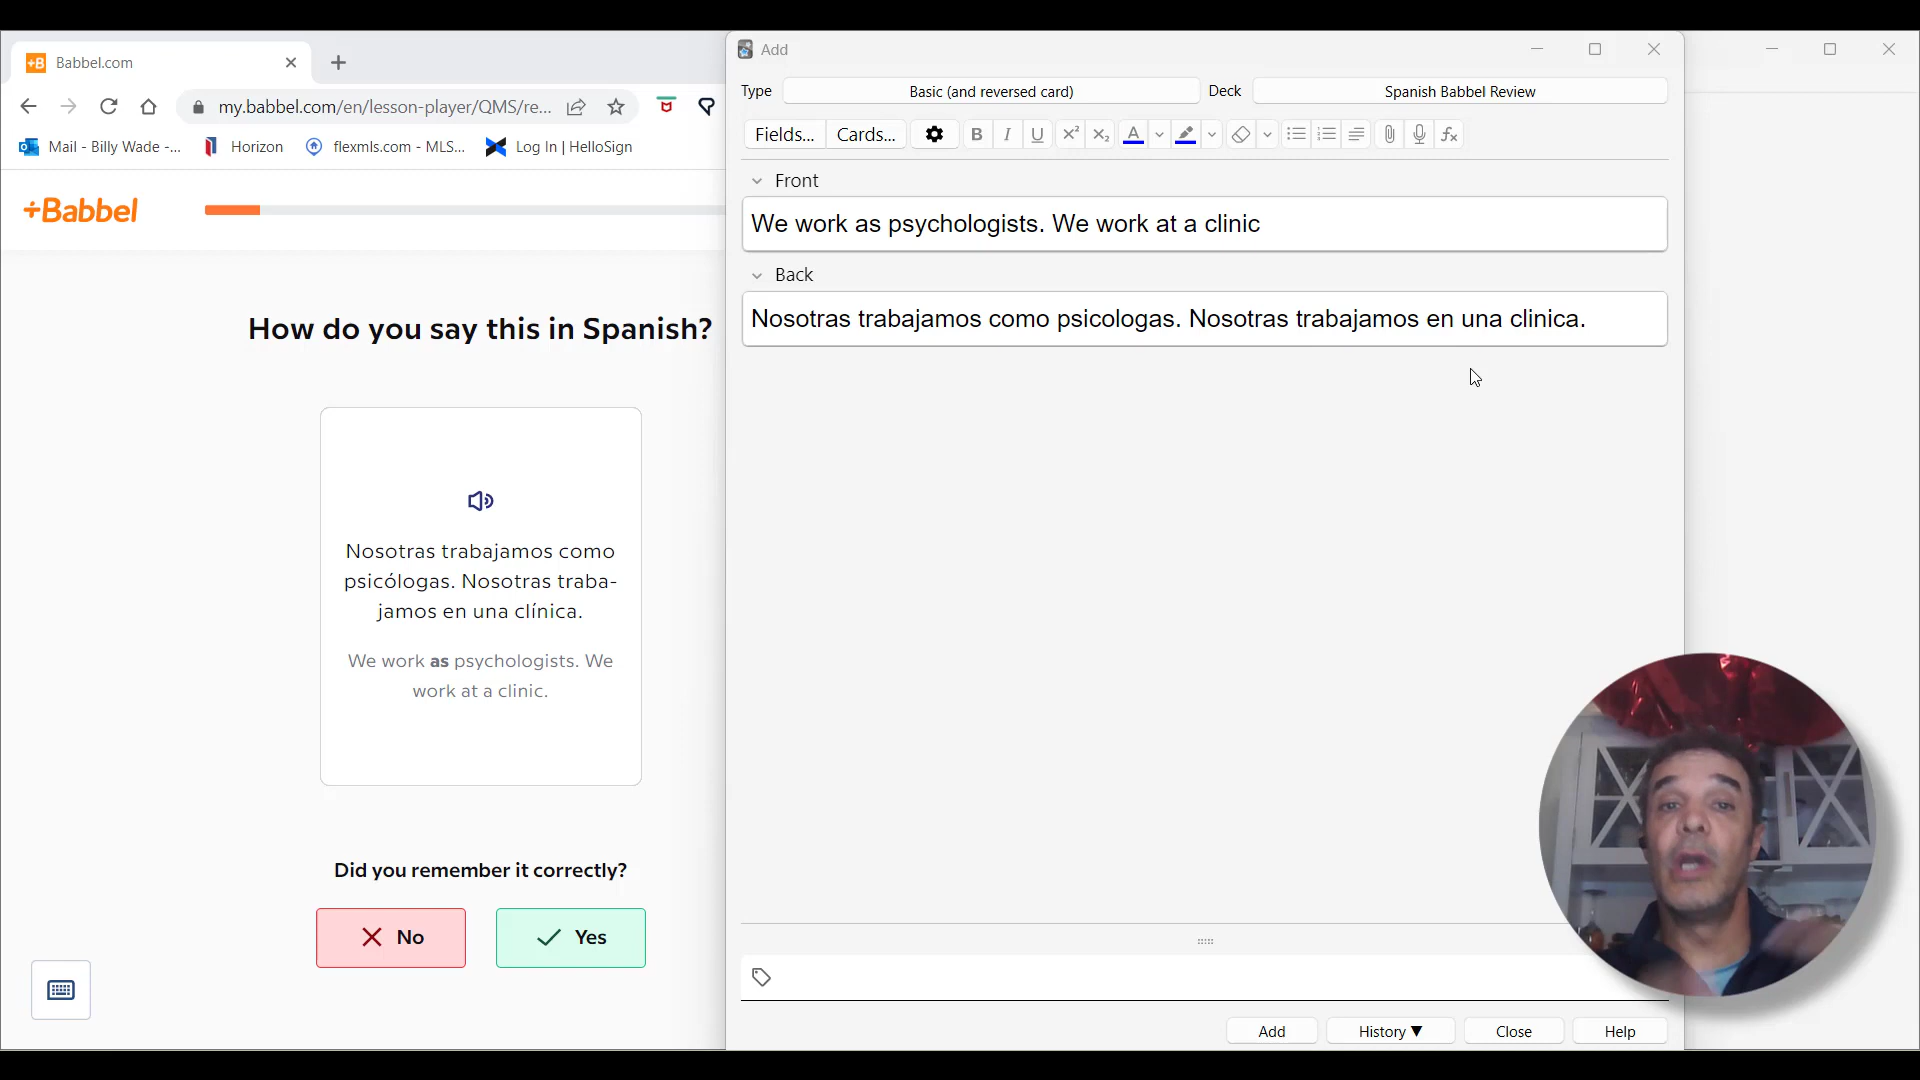 Babbel.com
my.babbel.com/en/lesson-player/QMS/re...
Mail - Billy Wade -...
Horizon
flexmls.com - MLS...
Log In | HelloSign
+Babbel
How do you say this in Spanish?
Nosotras trabajamos como
psicólogas. Nosotras traba-
jamos en una clínica.
We work as psychologists. We
work at a clinic.
Did you remember it correctly?
No
Yes
Add
Type
Basic (and reversed card)
Deck
Spanish Babbel Review
Fields...
Cards...
Front
We work as psychologists. We work at a clinic
Back
Nosotras trabajamos como psicologas. Nosotras trabajamos en una clinica.
Add
History ▼
Close
Help